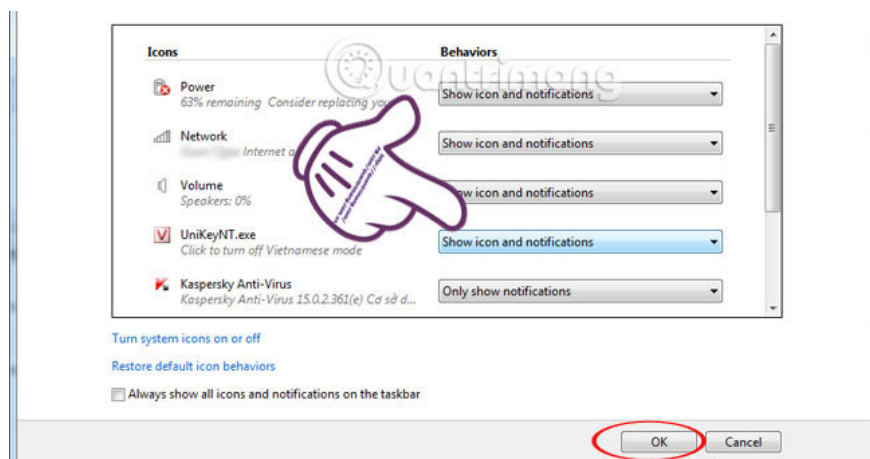 Icons Behaviors
Quantrimang
Power
63% remaining Consider replacing you
Show icon and notifications
Network
Internet a
Show icon and notifications
Volume
Speakers: 0%
ow icon and notifications
UniKeyNT.exe
Click to turn off Vietnamese mode
Show icon and notifications
Kaspersky Anti-Virus
Kaspersky Anti-Virus 15.0.2.361(e) Cơ sở d...
Only show notifications
Turn system icons on or off
Restore default icon behaviors
Always show all icons and notifications on the taskbar
OK Cancel